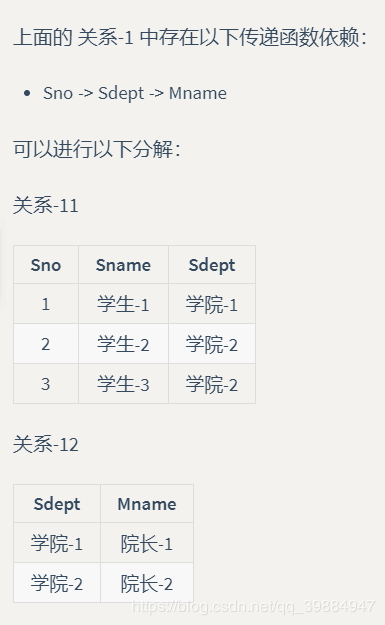 上面的 关系-1 中存在以下传递函数依赖：
Sno -> Sdept -> Mname
可以进行以下分解：
关系-11
Sno Sname Sdept
1 学生-1 学院-1
2 学生-2 学院-2
3 学生-3 学院-2
关系-12
Sdept Mname
学院-1 院长-1
学院-2 院长-2
https://blog.csdn.net/qq_39884947